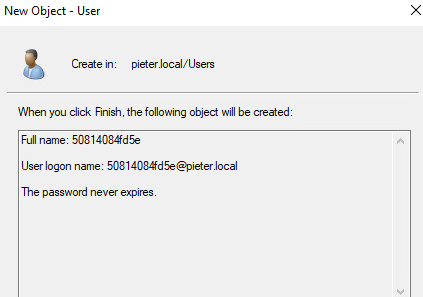 New Object - User
Create in: pieter.local/Users
When you click Finish, the following object will be created:
Full name: 50814084fd5e
User logon name: 50814084fd5e@pieter.local
The password never expires.